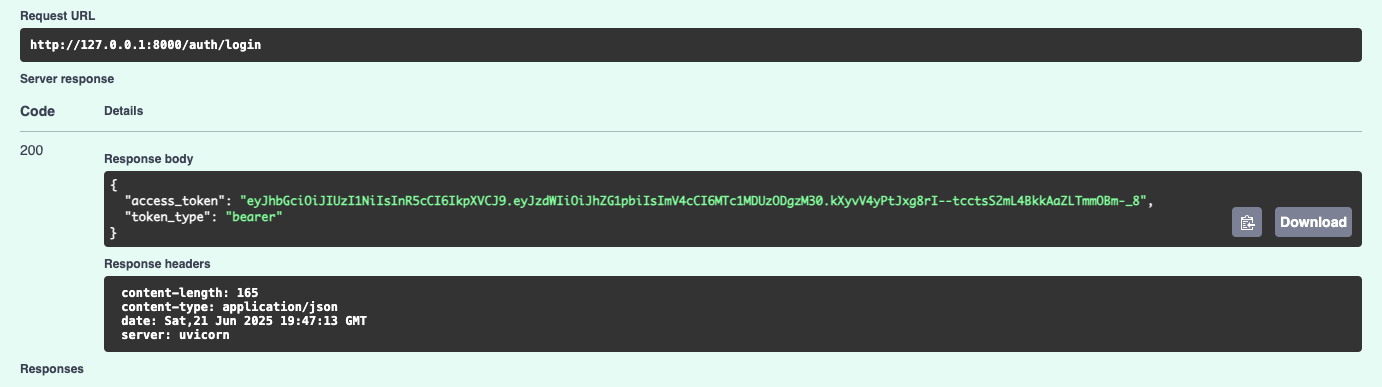 Request URL
http://127.0.0.1:8000/auth/login
Server response
Code Details
200
Response body
{
"access_token": "eyJhbGciOiJIUzI1NiIsInR5cCI6IkpXVCJ9.eyJzdWIiOiJhZG1pbiIsImV4cCI6MTc1MDUzODgzM30.kXyvV4yPtJxg8rI--tcctsS2mL4BkkAaZLTmmOBm-_8",
"token_type": "bearer"
}
Download
Response headers
content-length: 165
content-type: application/json
date: Sat,21 Jun 2025 19:47:13 GMT
server: uvicorn
Responses